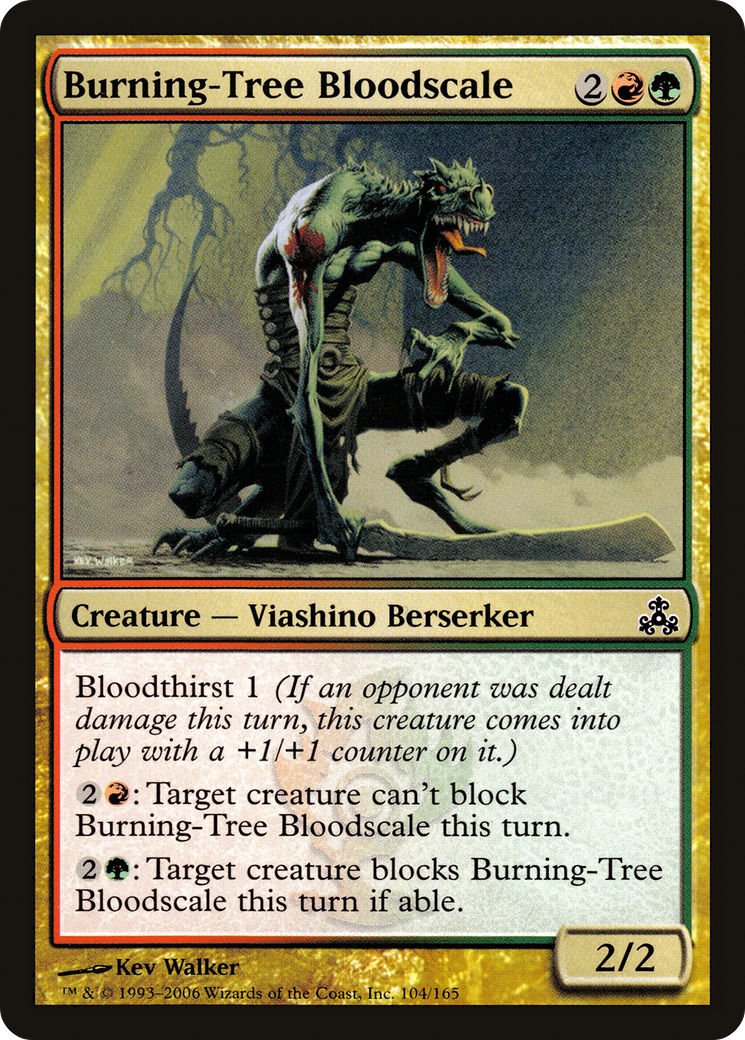 Burning-Tree Bloodscale 2
KEV WALKER
Creature — Viashino Berserker
Bloodthirst 1 (If an opponent was dealt
damage this turn, this creature comes into
play with a +1/+1 counter on it.)
2 : Target creature can't block
Burning-Tree Bloodscale this turn.
2 : Target creature blocks Burning-Tree
Bloodscale this turn if able.
2/2
Kev Walker
™ & © 1993–2006 Wizards of the Coast, Inc. 104/165